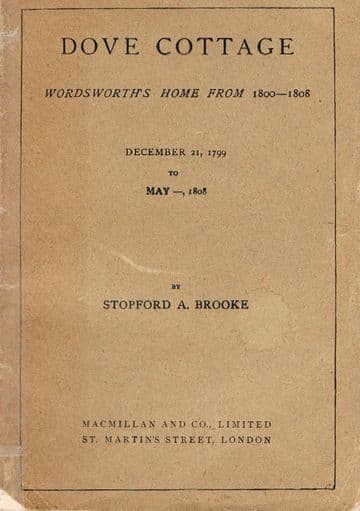 DOVE COTTAGE
WORDSWORTH'S HOME FROM 1800—1808
DECEMBER 21, 1799
TO
MAY —, 1808
BY
STOPFORD A. BROOKE
MACMILLAN AND CO., LIMITED
ST. MARTIN'S STREET, LONDON